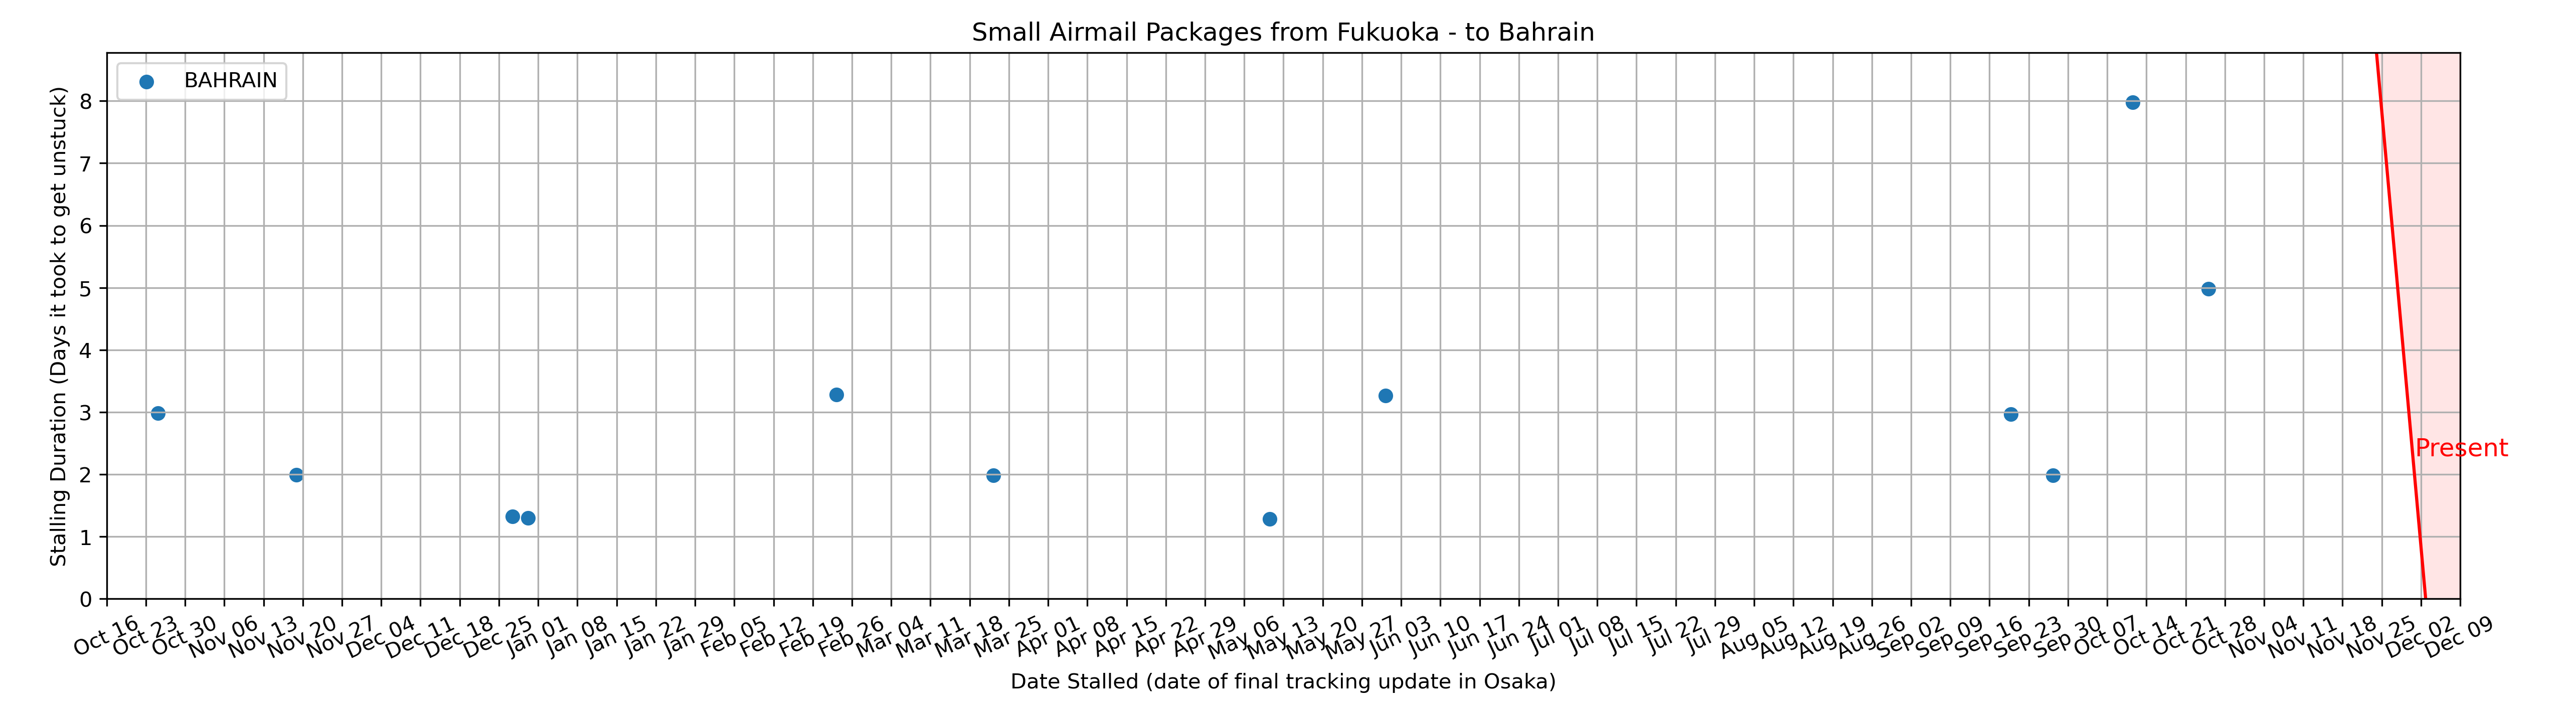 Small Airmail Packages from Fukuoka - to Bahrain
BAHRAIN
Stalling Duration (Days it took to get unstuck)
8
7
6
5
4
3
2
1
0
Present
Oct 16 Oct 23 Oct 30 Nov 06 Nov 13 Nov 20 Nov 27 Dec 04 Dec 11 Dec 18 Dec 25 Jan 01 Jan 08 Jan 15 Jan 22 Jan 29 Feb 05 Feb 12 Feb 19 Feb 26 Mar 04 Mar 11 Mar 18 Mar 25 Apr 01 Apr 08 Apr 15 Apr 22 Apr 29 May 06 May 13 May 20 May 27 Jun 03 Jun 10 Jun 17 Jun 24 Jul 01 Jul 08 Jul 15 Jul 22 Jul 29 Aug 05 Aug 12 Aug 19 Aug 26 Sep 02 Sep 09 Sep 16 Sep 23 Sep 30 Oct 07 Oct 14 Oct 21 Oct 28 Nov 04 Nov 11 Nov 18 Nov 25 Dec 02 Dec 09
Date Stalled (date of final tracking update in Osaka)